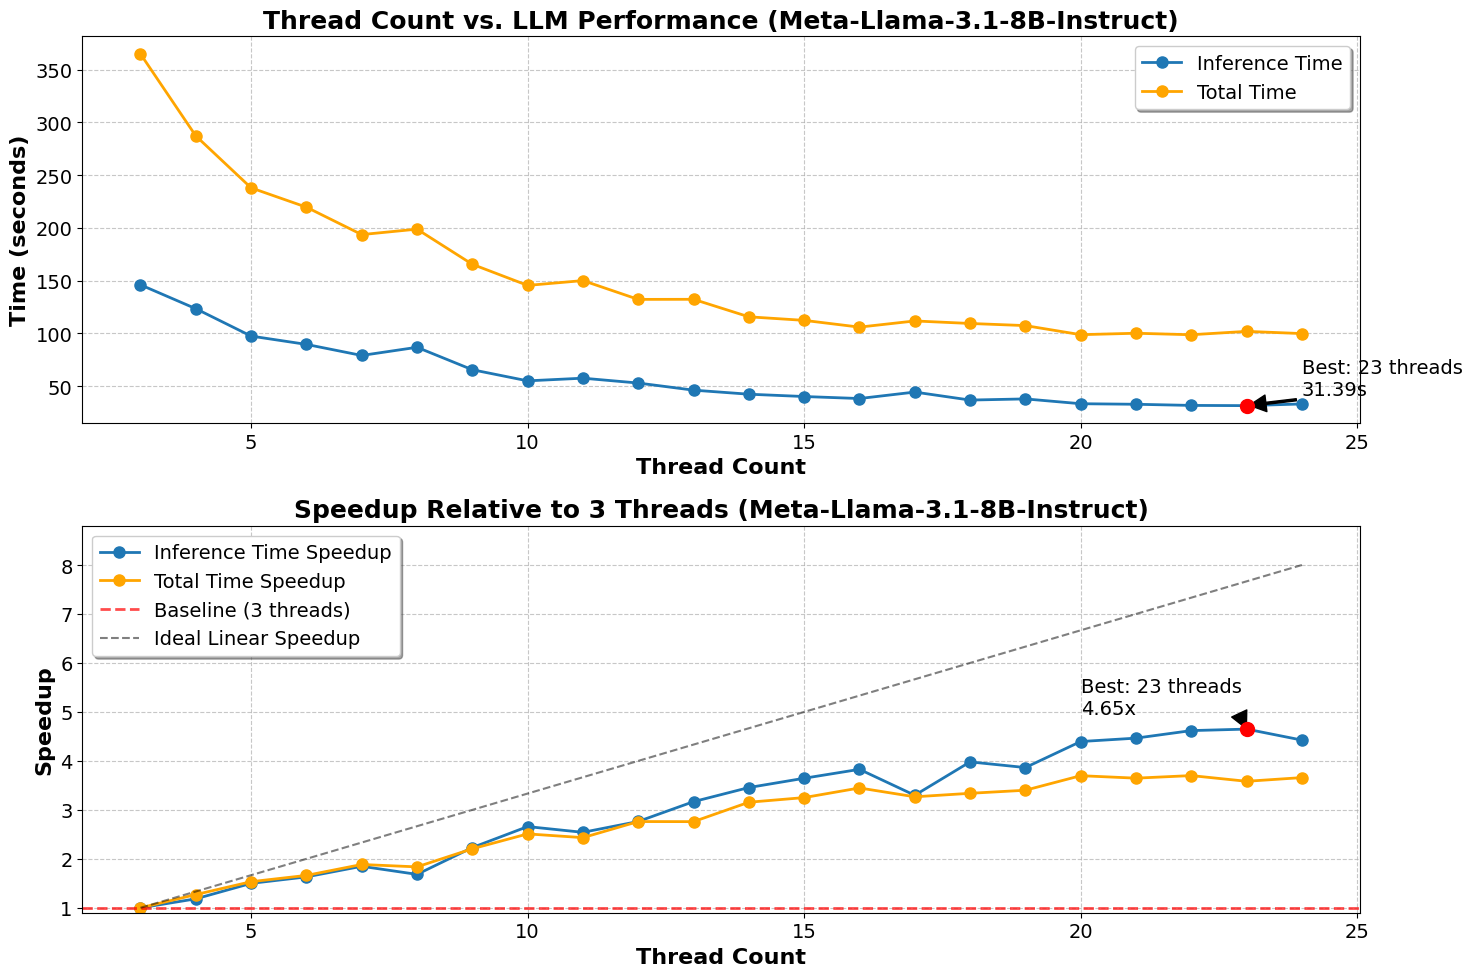 Thread Count vs. LLM Performance (Meta-Llama-3.1-8B-Instruct)
Time (seconds)
350
300
250
200
150
100
50
Inference Time
Total Time
Best: 23 threads
31.39s
5
10
15
20
25
Thread Count
Speedup Relative to 3 Threads (Meta-Llama-3.1-8B-Instruct)
Speedup
8
7
6
5
4
3
2
1
Inference Time Speedup
Total Time Speedup
Baseline (3 threads)
Ideal Linear Speedup
Best: 23 threads
4.65x
5
10
15
20
25
Thread Count